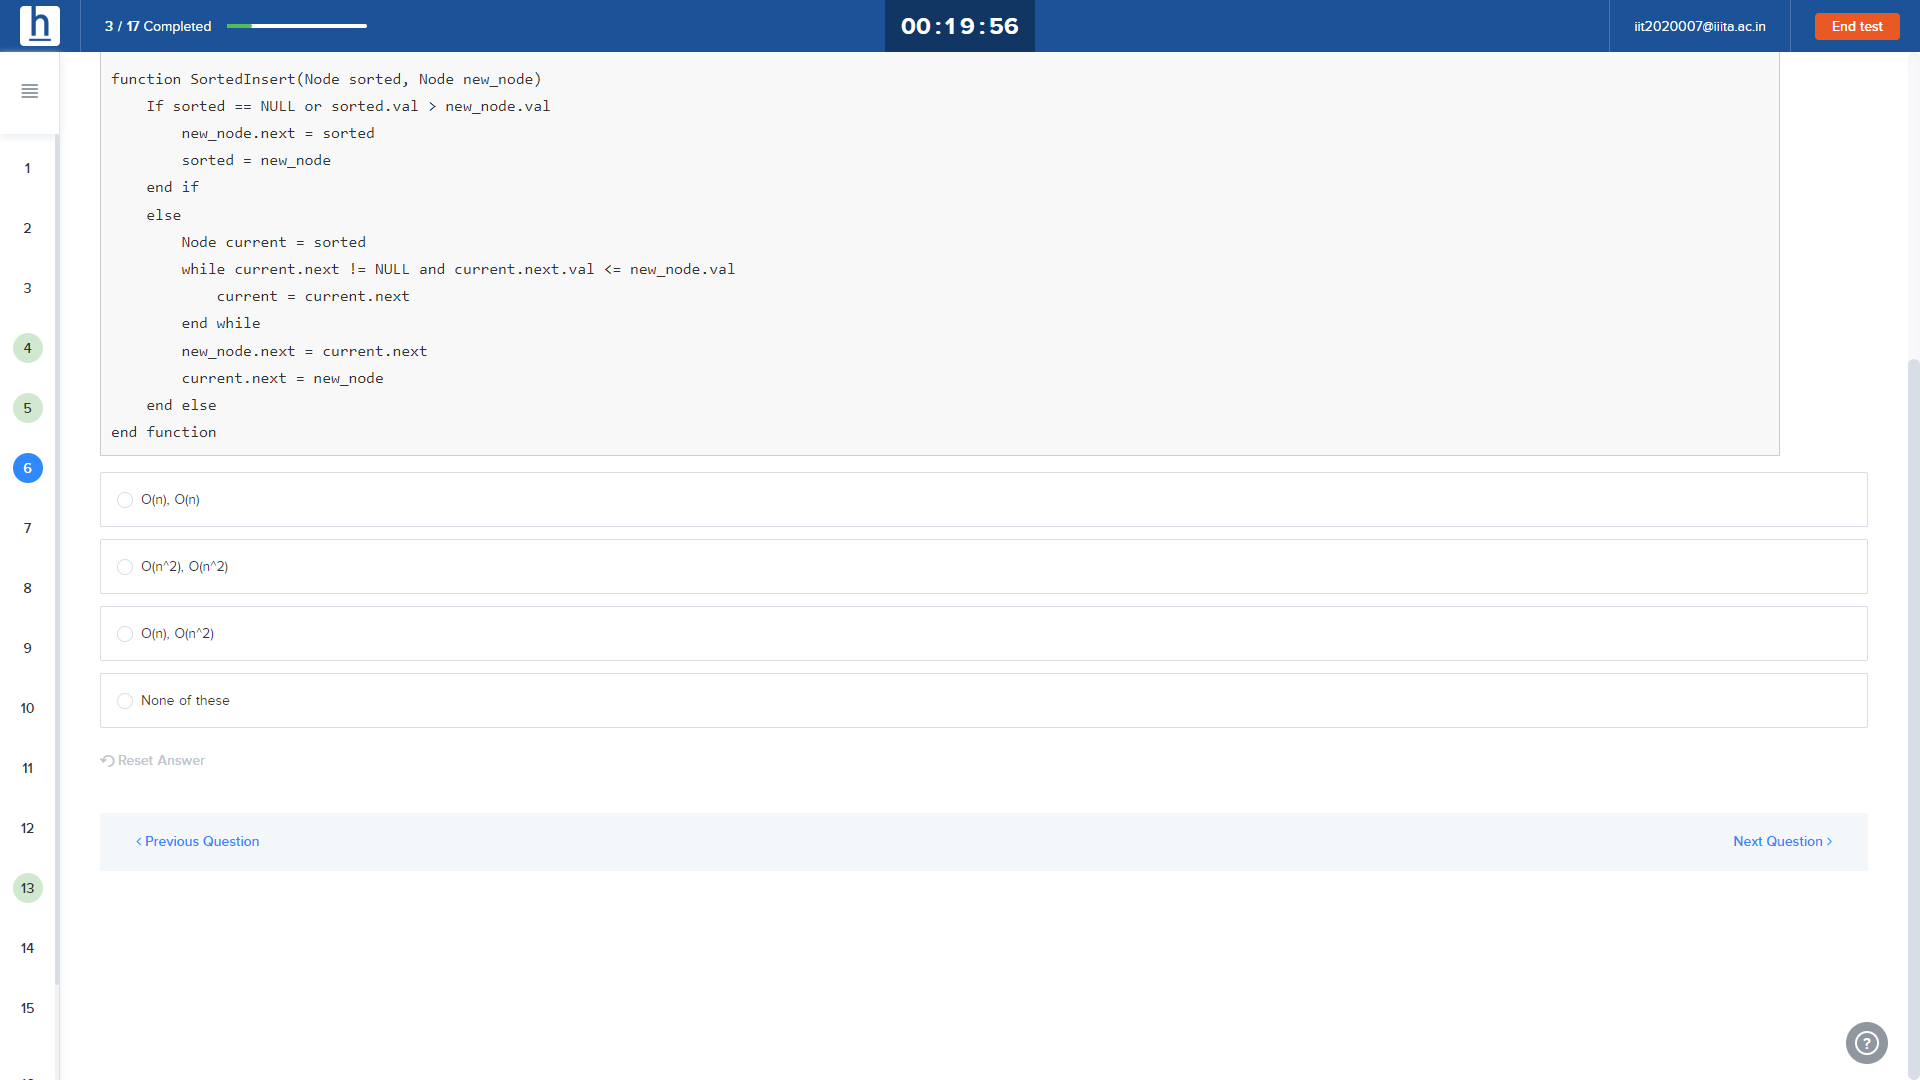 h
3 / 17 Completed
00:19:56
iit2020007@iiita.ac.in
End test
1
2
3
4
5
6
7
8
9
10
11
12
13
14
15
function SortedInsert(Node sorted, Node new_node)
    If sorted == NULL or sorted.val > new_node.val
        new_node.next = sorted
        sorted = new_node
    end if
    else
        Node current = sorted
        while current.next != NULL and current.next.val <= new_node.val
            current = current.next
        end while
        new_node.next = current.next
        current.next = new_node
    end else
end function
O(n), O(n)
O(n^2), O(n^2)
O(n), O(n^2)
None of these
Reset Answer
< Previous Question
Next Question >
?